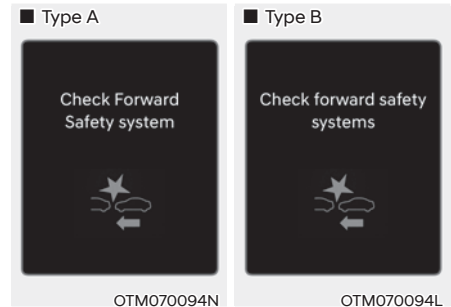 ■ Type A
Check Forward
Safety system
OTM070094N
■ Type B
Check forward safety
systems
OTM070094L